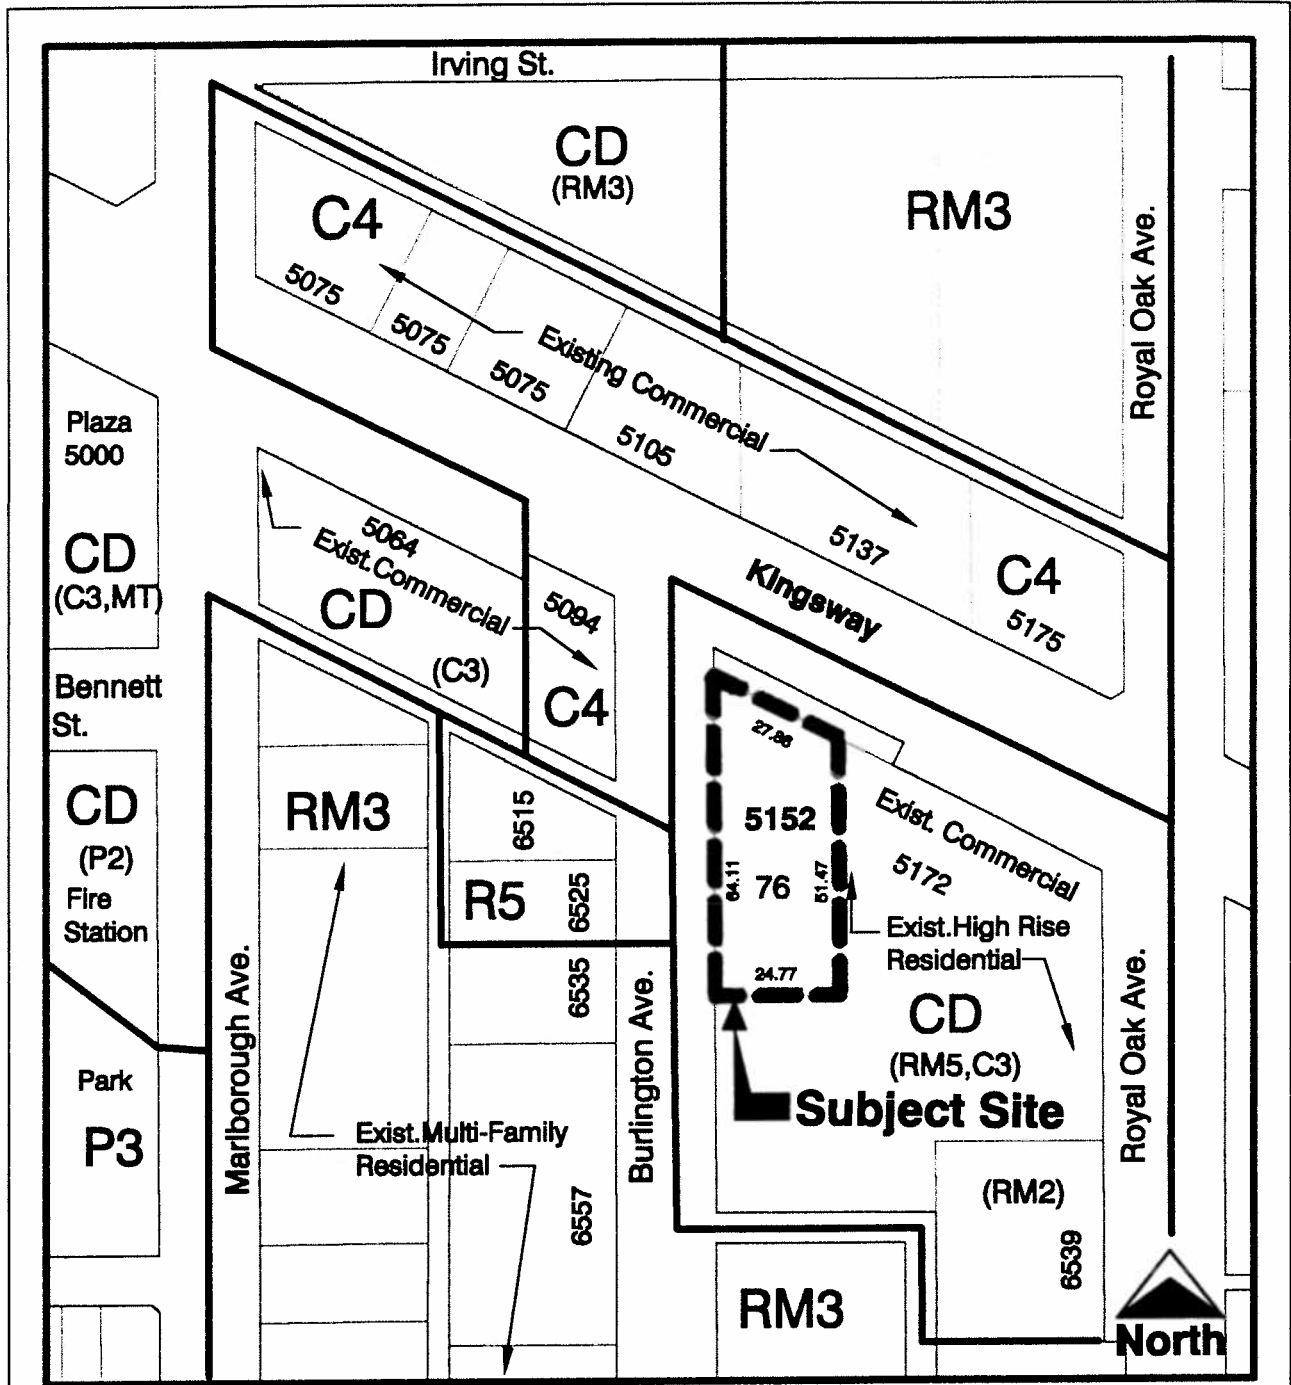 Irving St.
CD
(RM3)
RM3
Royal Oak Ave.
C4
5075
5075
5075
Existing Commercial
5105
5137
C4
5175
Kingsway
Plaza
5000
CD
(C3,MT)
Bennett
St.
5064
Exist.Commercial
CD
(C3)
5094
C4
CD
(P2)
Fire
Station
RM3
6515
R5
6525
6535
6557
27.86
5152
76
64.11
51.47
24.77
Exist. Commercial
5172
Exist.High Rise
Residential
CD
(RM5,C3)
Subject Site
Marlborough Ave.
Burlington Ave.
Royal Oak Ave.
Park
P3
Exist.Multi-Family
Residential
(RM2)
6539
RM3
North